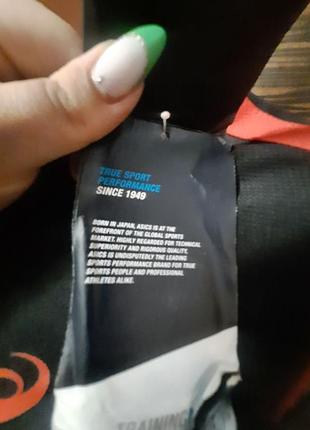 TRUE SPORT
PERFORMANCE
SINCE 1949
BORN IN JAPAN, ASICS IS AT THE
FOREFRONT OF THE GLOBAL SPORTS
MARKET. HIGHLY REGARDED FOR TECHNICAL
SUPERIORITY AND RIGOROUS QUALITY,
ASICS IS UNDISPUTEDLY THE LEADING
SPORTS PERFORMANCE BRAND FOR TRUE
SPORTS PEOPLE AND PROFESSIONAL
ATHLETES ALIKE.
TRAINING